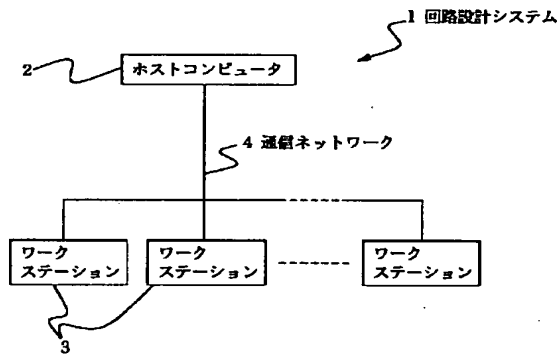 1 回路設計システム
2
ホストコンピュータ
4 通信ネットワーク
ワーク
ステーション
ワーク
ステーション
ワーク
ステーション
3